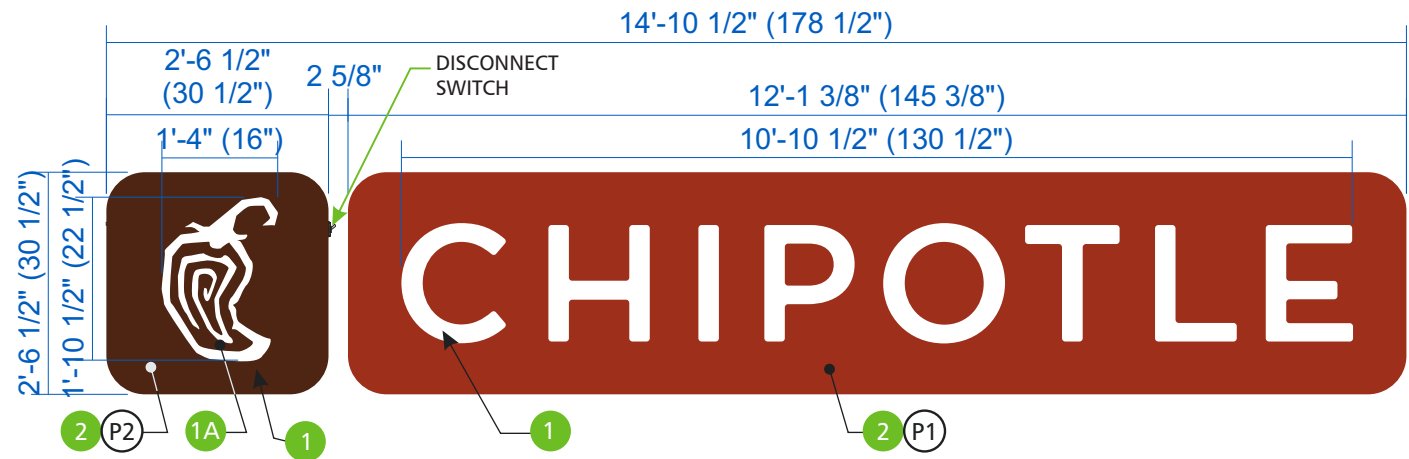 14'-10 1/2" (178 1/2")
2'-6 1/2"
(30 1/2")
2 5/8"
DISCONNECT
SWITCH
12'-1 3/8" (145 3/8")
1'-4" (16")
10'-10 1/2" (130 1/2")
2'-6 1/2" (30 1/2")
1'-10 1/2" (22 1/2")
CHIPOTLE
2 P2
1A
1
1
2 P1